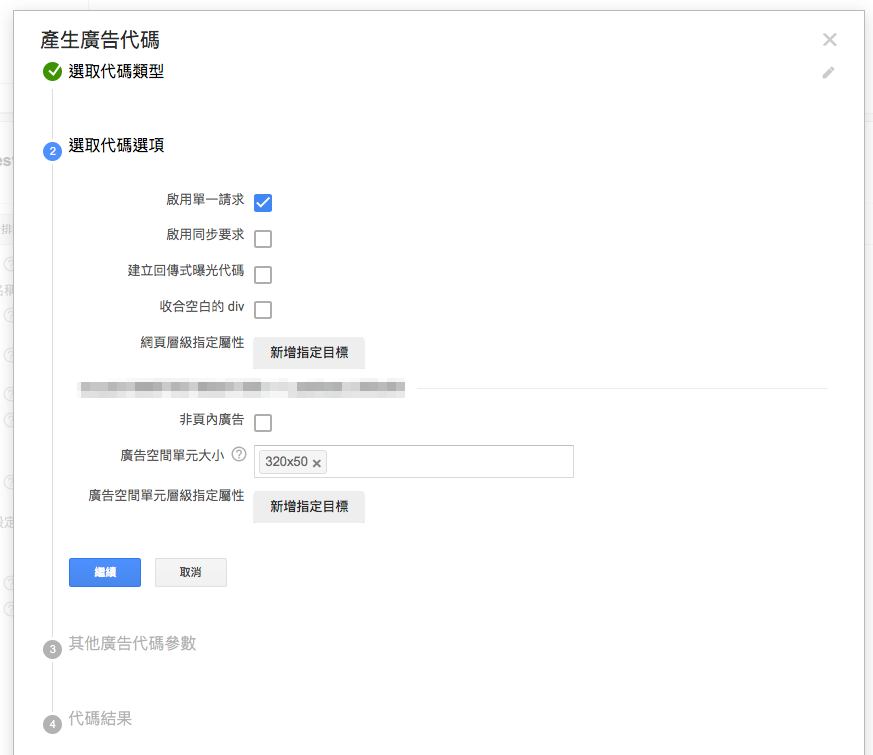 產生廣告代碼
選取代碼類型
2 選取代碼選項
啟用單一請求
啟用同步要求
建立回傳式曝光代碼
收合空白的 div
網頁層級指定屬性 新增指定目標
非頁內廣告
廣告空間單元大小 ? 320x50 ×
廣告空間單元層級指定屬性 新增指定目標
繼續 取消
3 其他廣告代碼參數
4 代碼結果